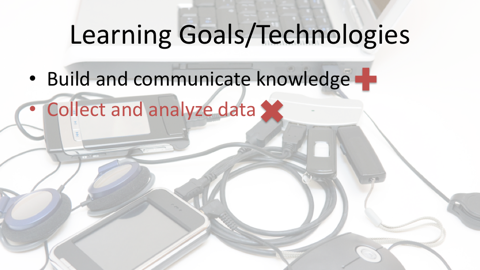 Learning Goals/Technologies
• Build and communicate knowledge
• Collect and analyze data